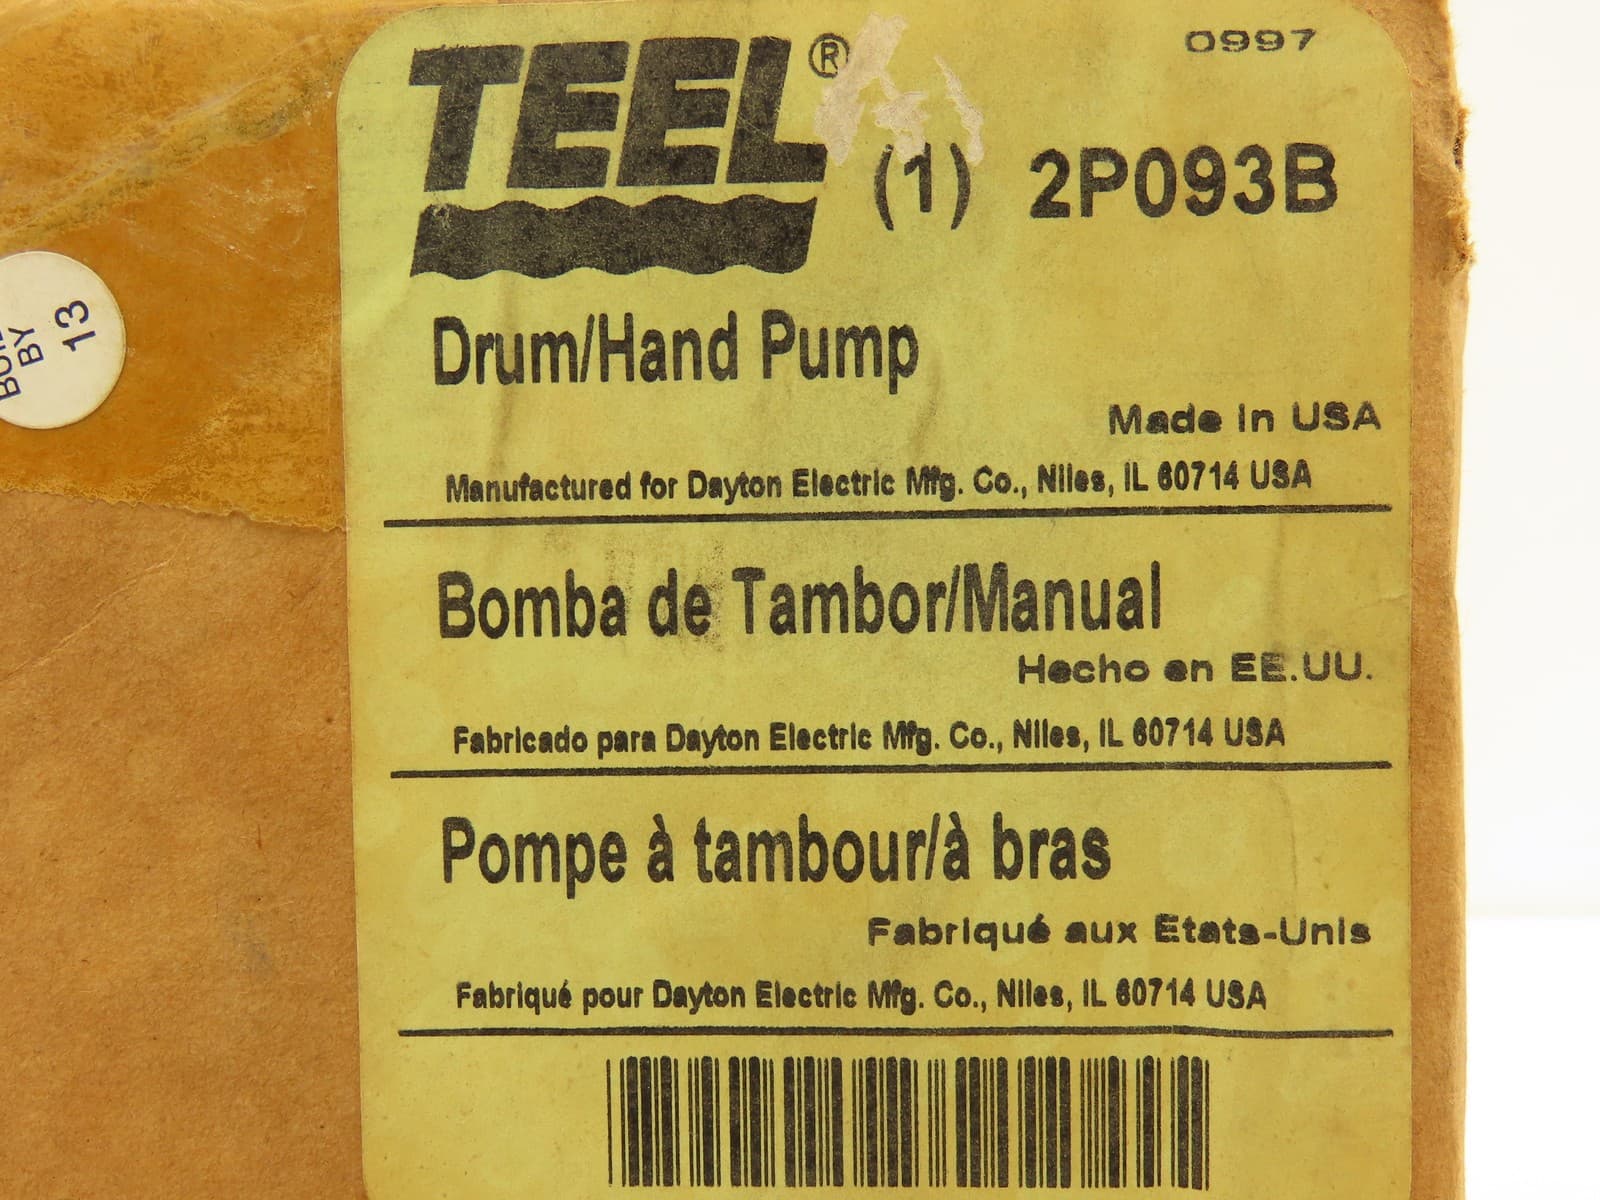 0997
TEEL®
(1) 2P093B
Drum/Hand Pump
Made in USA
Manufactured for Dayton Electric Mfg. Co., Niles, IL 60714 USA
Bomba de Tambor/Manual
Hecho en EE.UU.
Fabricado para Dayton Electric Mfg. Co., Niles, IL 60714 USA
Pompe à tambour/à bras
Fabriqué aux Etats-Unis
Fabriqué pour Dayton Electric Mfg. Co., Niles, IL 60714 USA
BY
13